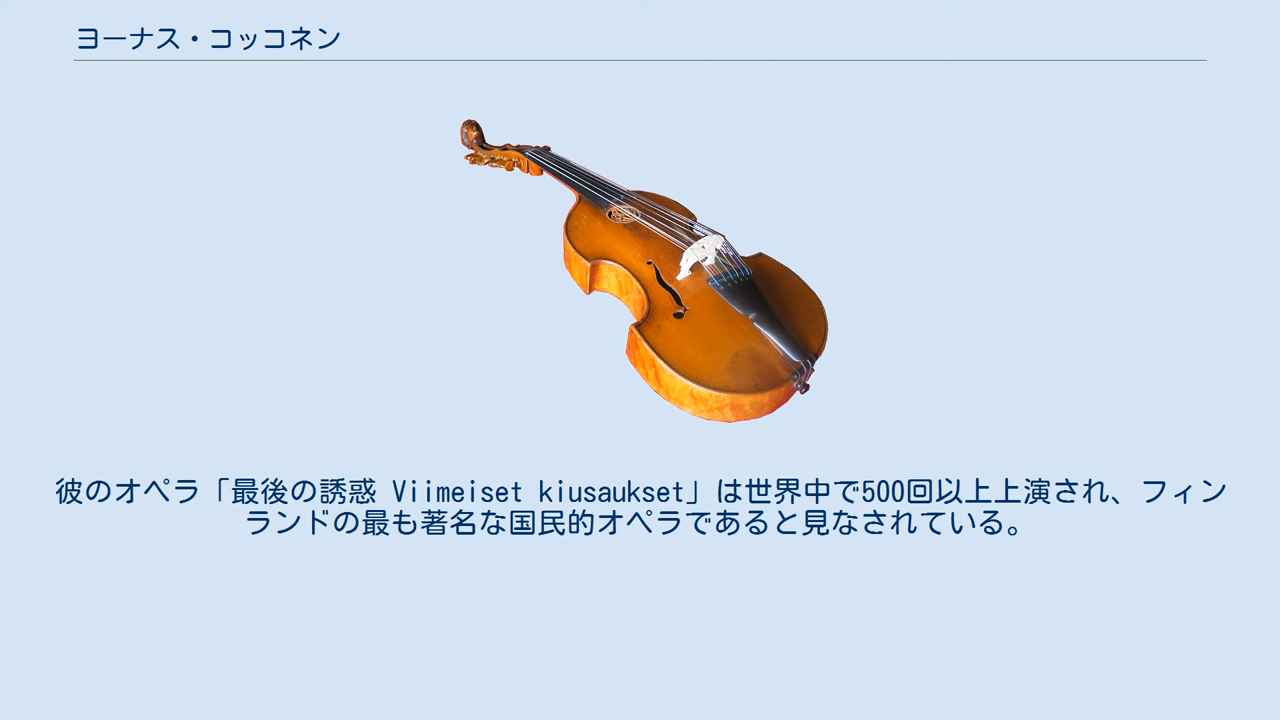 ヨーナス・コッコネン
彼のオペラ「最後の誘惑 Viimeiset kiusaukset」は世界中で500回以上上演され、フィン
ランドの最も著名な国民的オペラであると見なされている。